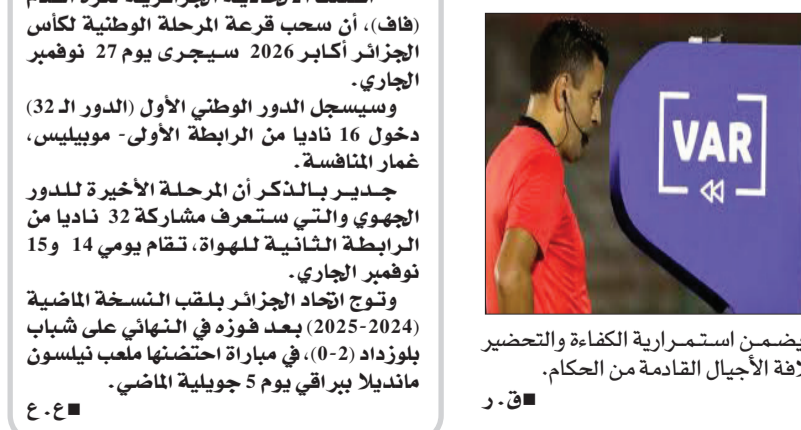 (فاف)، أن سحب قرعة المرحلة الوطنية لكأس
الجزائر أكابر 2026 سيجرى يوم 27 نوفمبر
الجاري.
وسيسجل الدور الوطني الأول (الدور الـ 32)
دخول 16 ناديا من الرابطة الأولى- موبيليس،
غمار المنافسة.
جدير بالذكر أن المرحلة الأخيرة للدور
الجهوي والتي ستعرف مشاركة 32 ناديا من
الرابطة الثانية للهواة، تقام يومي 14 و15
نوفمبر الجاري.
وتوج اتحاد الجزائر بلقب النسخة الماضية
(2024-2025) بعد فوزه في النهائي على شباب
بلوزداد (2-0)، في مباراة احتضنها ملعب نيلسون
مانديلا ببراقي يوم 5 جويلية الماضي.
■ع. ع
VAR
يضمن استمرارية الكفاءة والتحضير
لافة الأجيال القادمة من الحكام.
■ق. ر